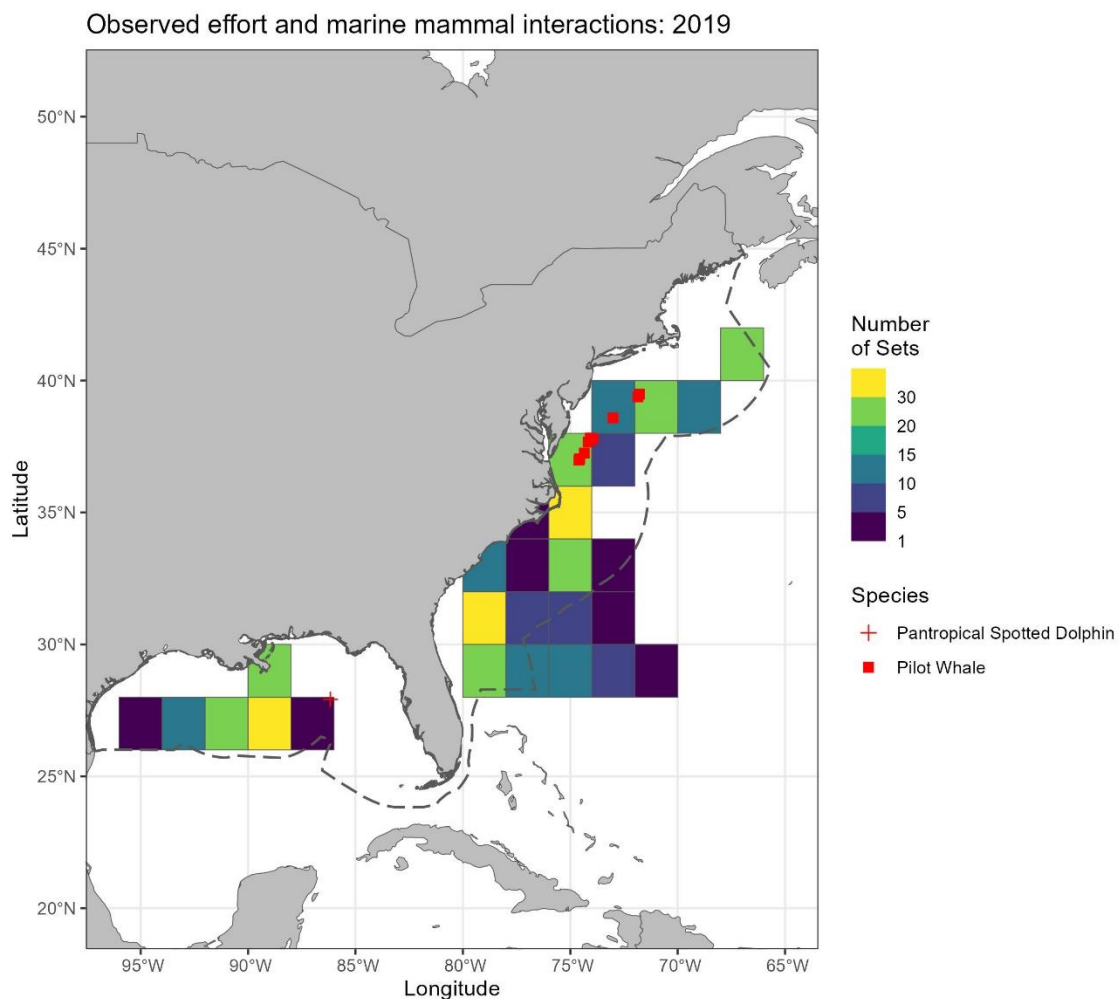 Observed effort and marine mammal interactions: 2019
50°N
45°N
40°N
35°N
30°N
25°N
20°N
Latitude
95°W
90°W
85°W
80°W
75°W
70°W
65°W
Longitude
Number
of Sets
30
20
15
10
5
1
Species
Pantropical Spotted Dolphin
Pilot Whale